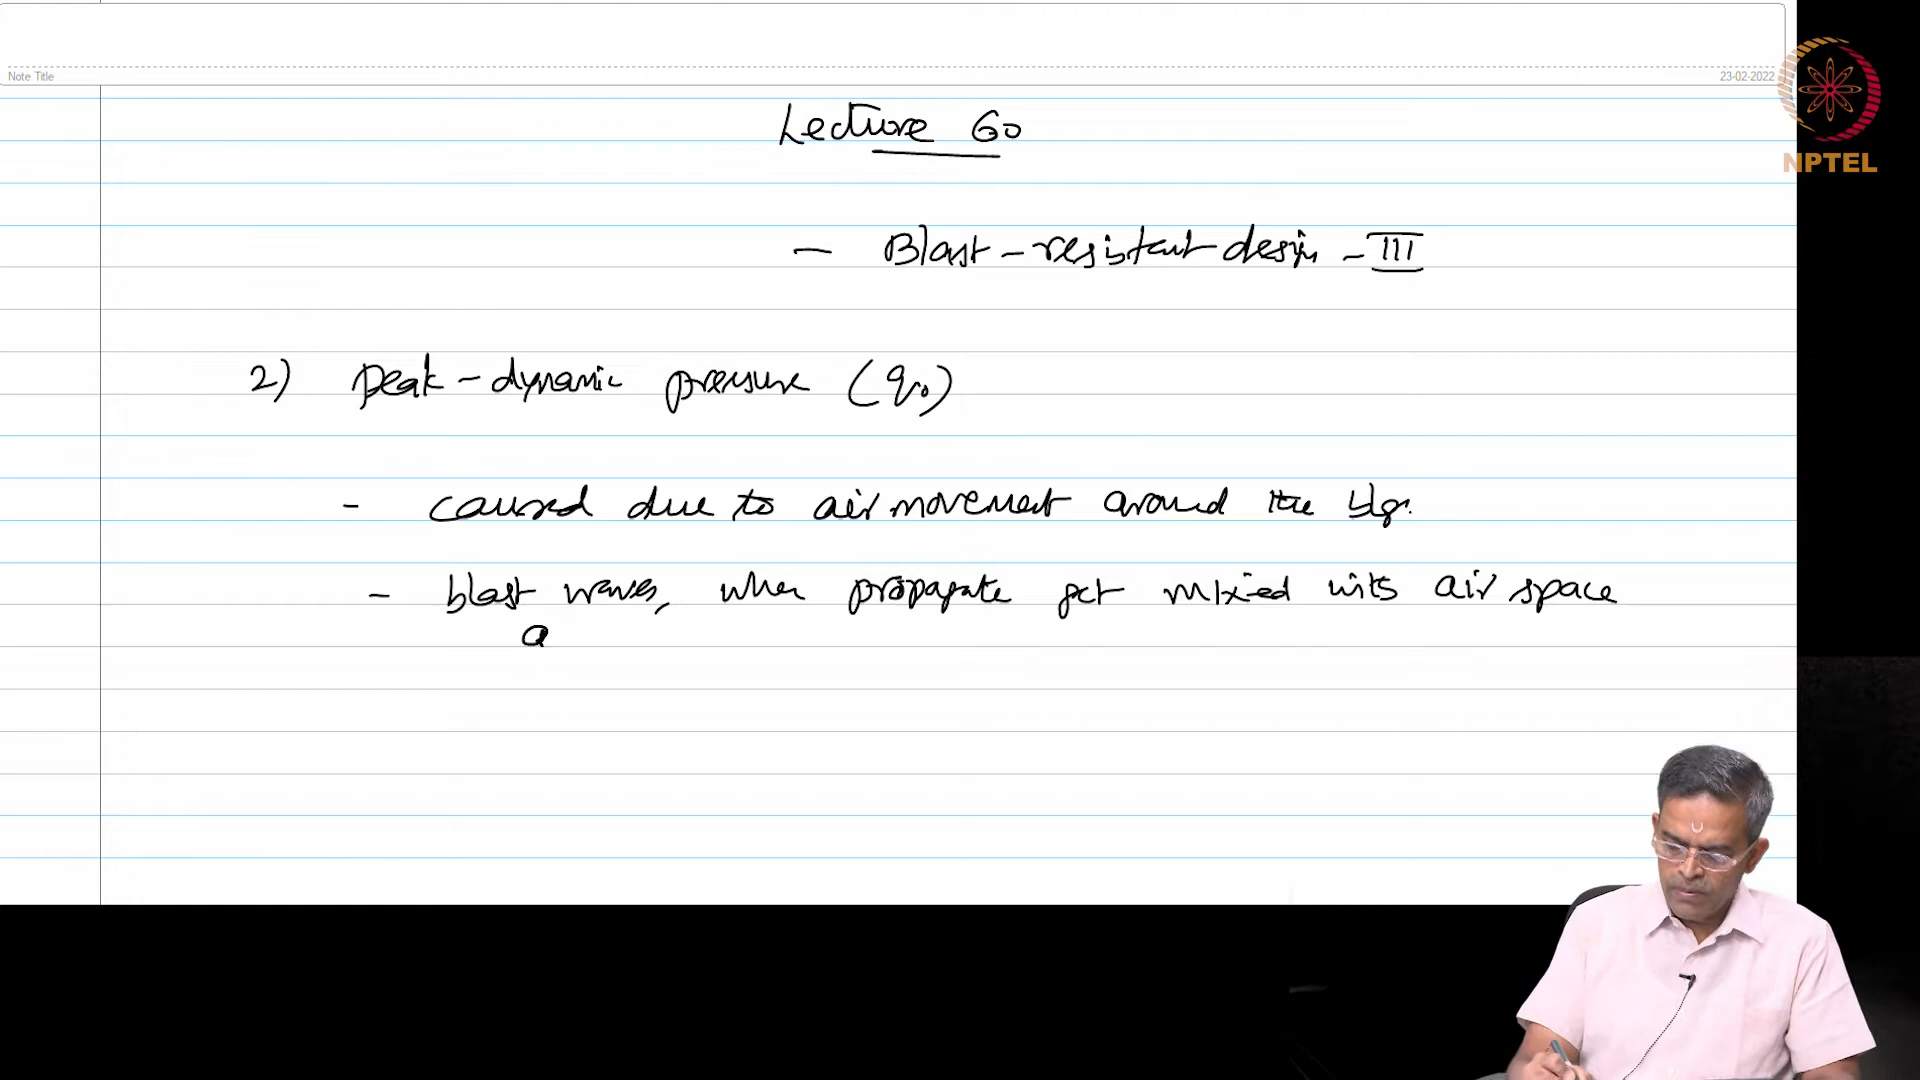 Note Title
23-02-2022
NPTEL
Lecture 60
- Blast-resistant design - III
2) peak-dynamic pressure (q₀)
- caused due to air movement around the bldg.
- blast waves, when propagate get mixed with air space
a